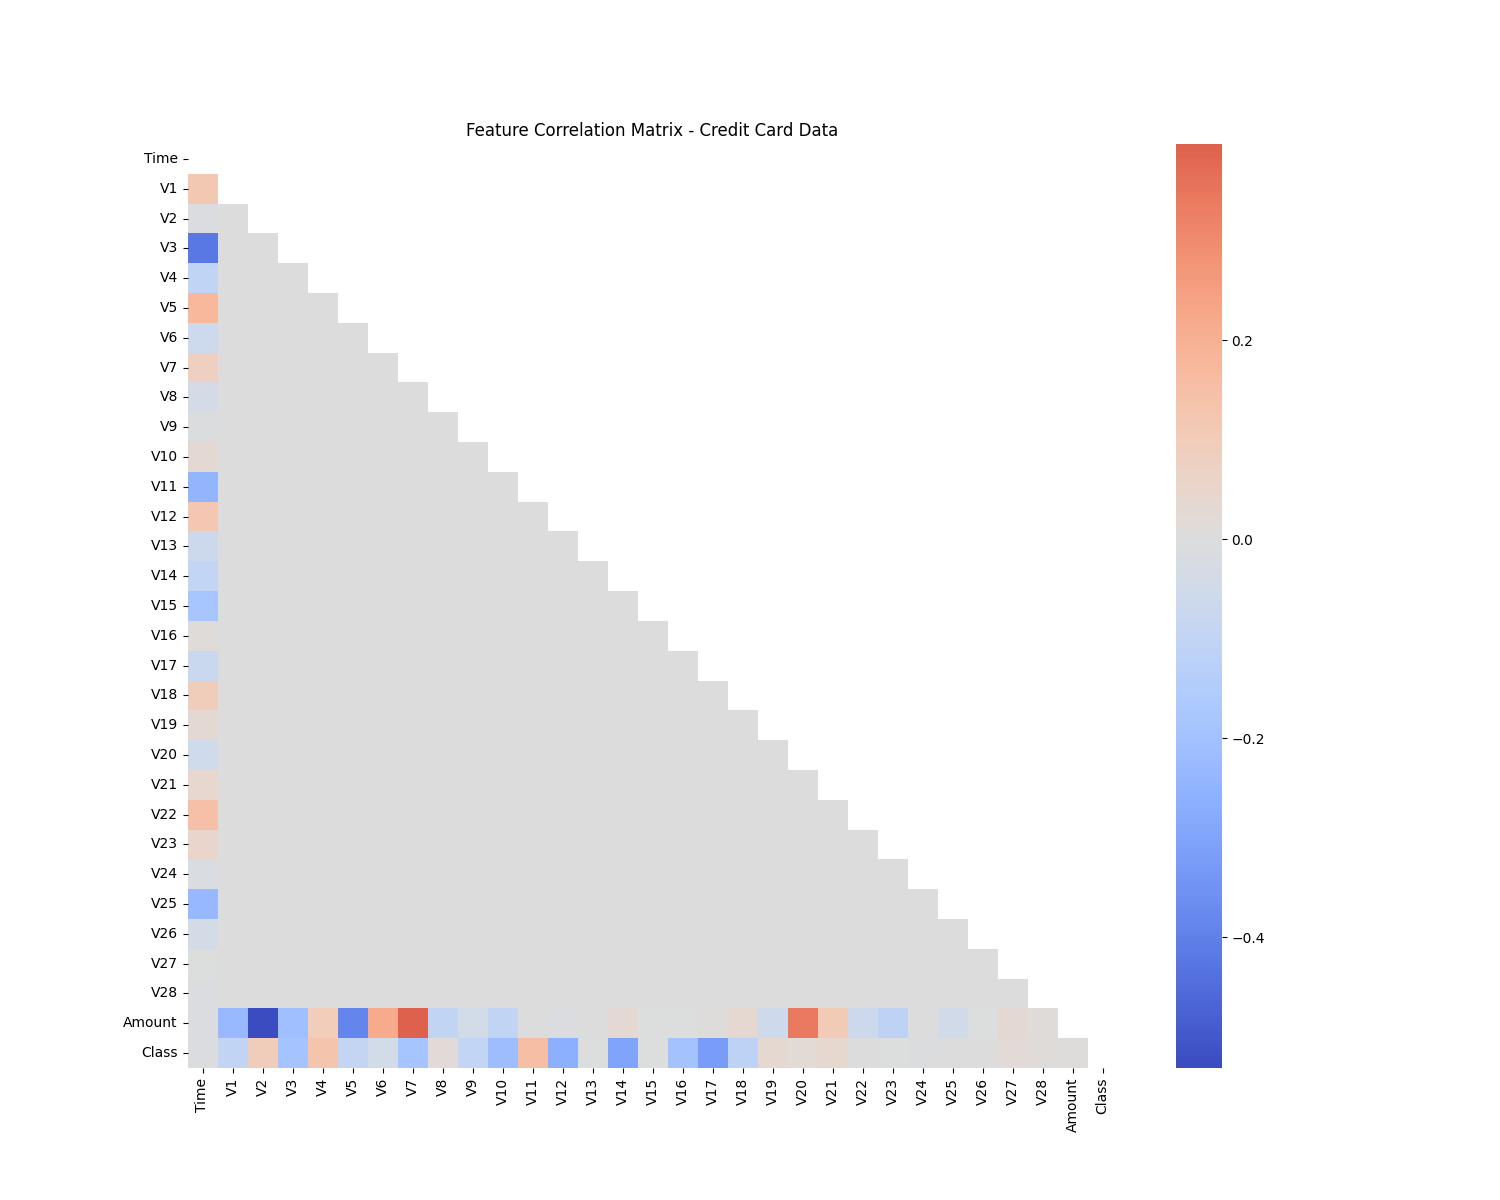 Feature Correlation Matrix - Credit Card Data
Time
V1
V2
V3
V4
V5
V6
V7
V8
V9
V10
V11
V12
V13
V14
V15
V16
V17
V18
V19
V20
V21
V22
V23
V24
V25
V26
V27
V28
Amount
Class
Time V1 V2 V3 V4 V5 V6 V7 V8 V9 V10 V11 V12 V13 V14 V15 V16 V17 V18 V19 V20 V21 V22 V23 V24 V25 V26 V27 V28 Amount Class
0.2
0.0
−0.2
−0.4